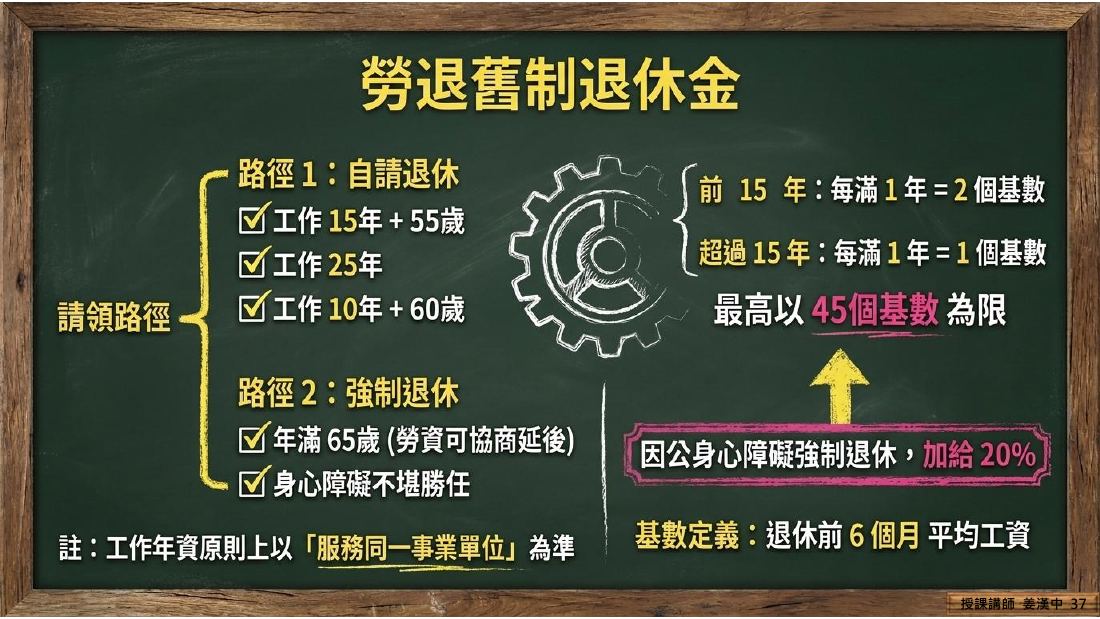 勞退舊制退休金
請領路徑
路徑 1：自請退休
工作 15年 + 55歲
工作 25年
工作 10年 + 60歲
路徑 2：強制退休
年滿 65歲 (勞資可協商延後)
身心障礙不堪勝任
註：工作年資原則上以「服務同一事業單位」為準
前 15 年：每滿 1 年 = 2 個基數
超過 15 年：每滿 1 年 = 1 個基數
最高以 45個基數 為限
因公身心障礙強制退休，加給 20%
基數定義：退休前 6 個月 平均工資
授課講師 姜漢中 37